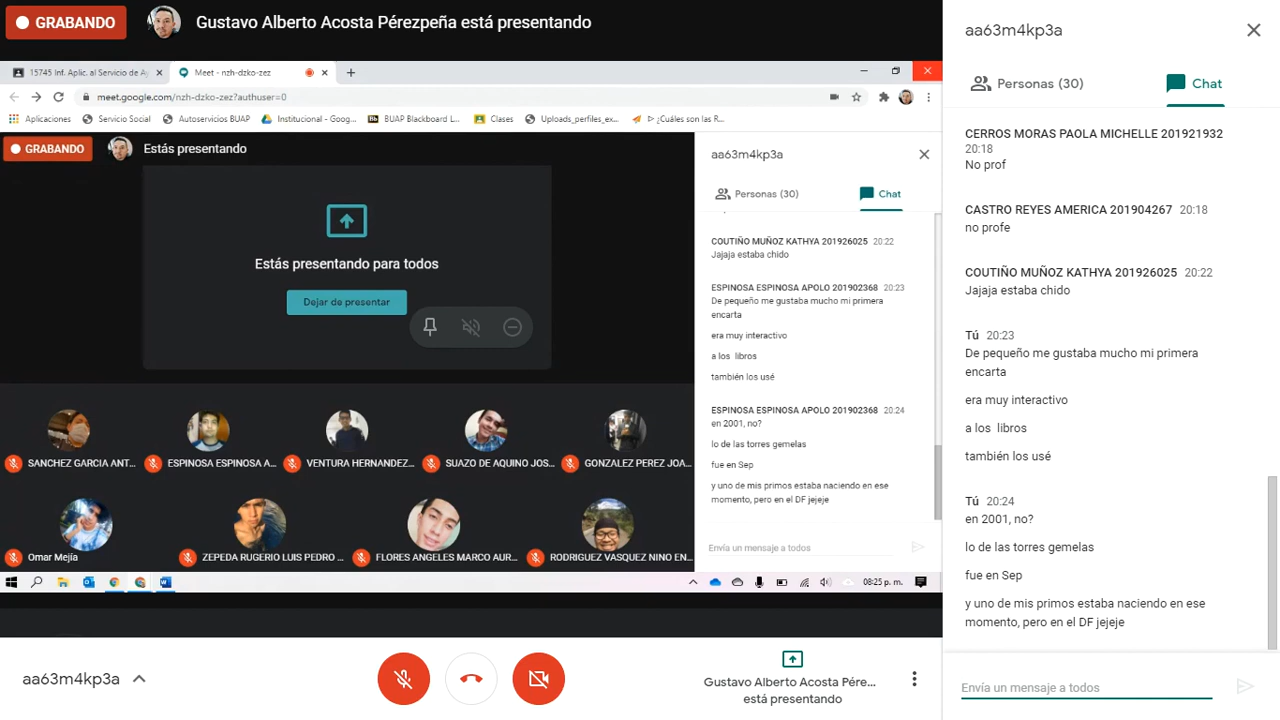 GRABANDO
Gustavo Alberto Acosta Pérezpeña está presentando
15745 Inf. Aplic. al Servicio de Ay
Meet - nzh-dzko-zez
meet.google.com/nzh-dzko-zez?authuser=0
Aplicaciones
Servicio Social
Autoservicios BUAP
Institucional - Goog...
BUAP Blackboard L...
Clases
Uploads_perfiles_ex...
▷ ¿Cuáles son las R...
GRABANDO
Estás presentando
Estás presentando para todos
Dejar de presentar
aa63m4kp3a
Personas (30)
Chat
COUTIÑO MUÑOZ KATHYA 201926025 20:22
Jajaja estaba chido
ESPINOSA ESPINOSA APOLO 201902368 20:23
De pequeño me gustaba mucho mi primera
encarta
era muy interactivo
a los libros
también los usé
ESPINOSA ESPINOSA APOLO 201902368 20:24
en 2001, no?
lo de las torres gemelas
fue en Sep
y uno de mis primos estaba naciendo en ese
momento, pero en el DF jejeje
Envía un mensaje a todos
SANCHEZ GARCIA ANT...
ESPINOSA ESPINOSA A...
VENTURA HERNANDEZ...
SUAZO DE AQUINO JOS...
GONZALEZ PEREZ JOA...
Omar Mejía
ZEPEDA RUGERIO LUIS PEDRO ...
FLORES ANGELES MARCO AUR...
RODRIGUEZ VASQUEZ NINO EN...
08:25 p. m.
aa63m4kp3a
Gustavo Alberto Acosta Pére...
está presentando
aa63m4kp3a
Personas (30)
Chat
CERROS MORAS PAOLA MICHELLE 201921932
20:18
No prof
CASTRO REYES AMERICA 201904267 20:18
no profe
COUTIÑO MUÑOZ KATHYA 201926025 20:22
Jajaja estaba chido
Tú 20:23
De pequeño me gustaba mucho mi primera
encarta
era muy interactivo
a los libros
también los usé
Tú 20:24
en 2001, no?
lo de las torres gemelas
fue en Sep
y uno de mis primos estaba naciendo en ese
momento, pero en el DF jejeje
Envía un mensaje a todos